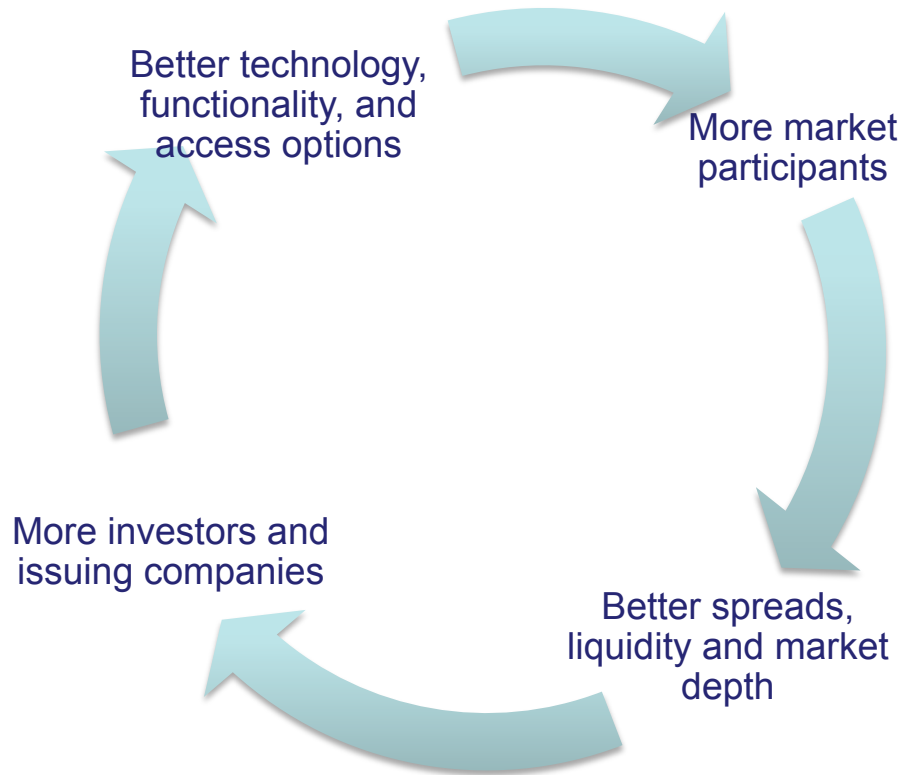 Better technology,
functionality, and
access options
More market
participants
Better spreads,
liquidity and market
depth
More investors and
issuing companies